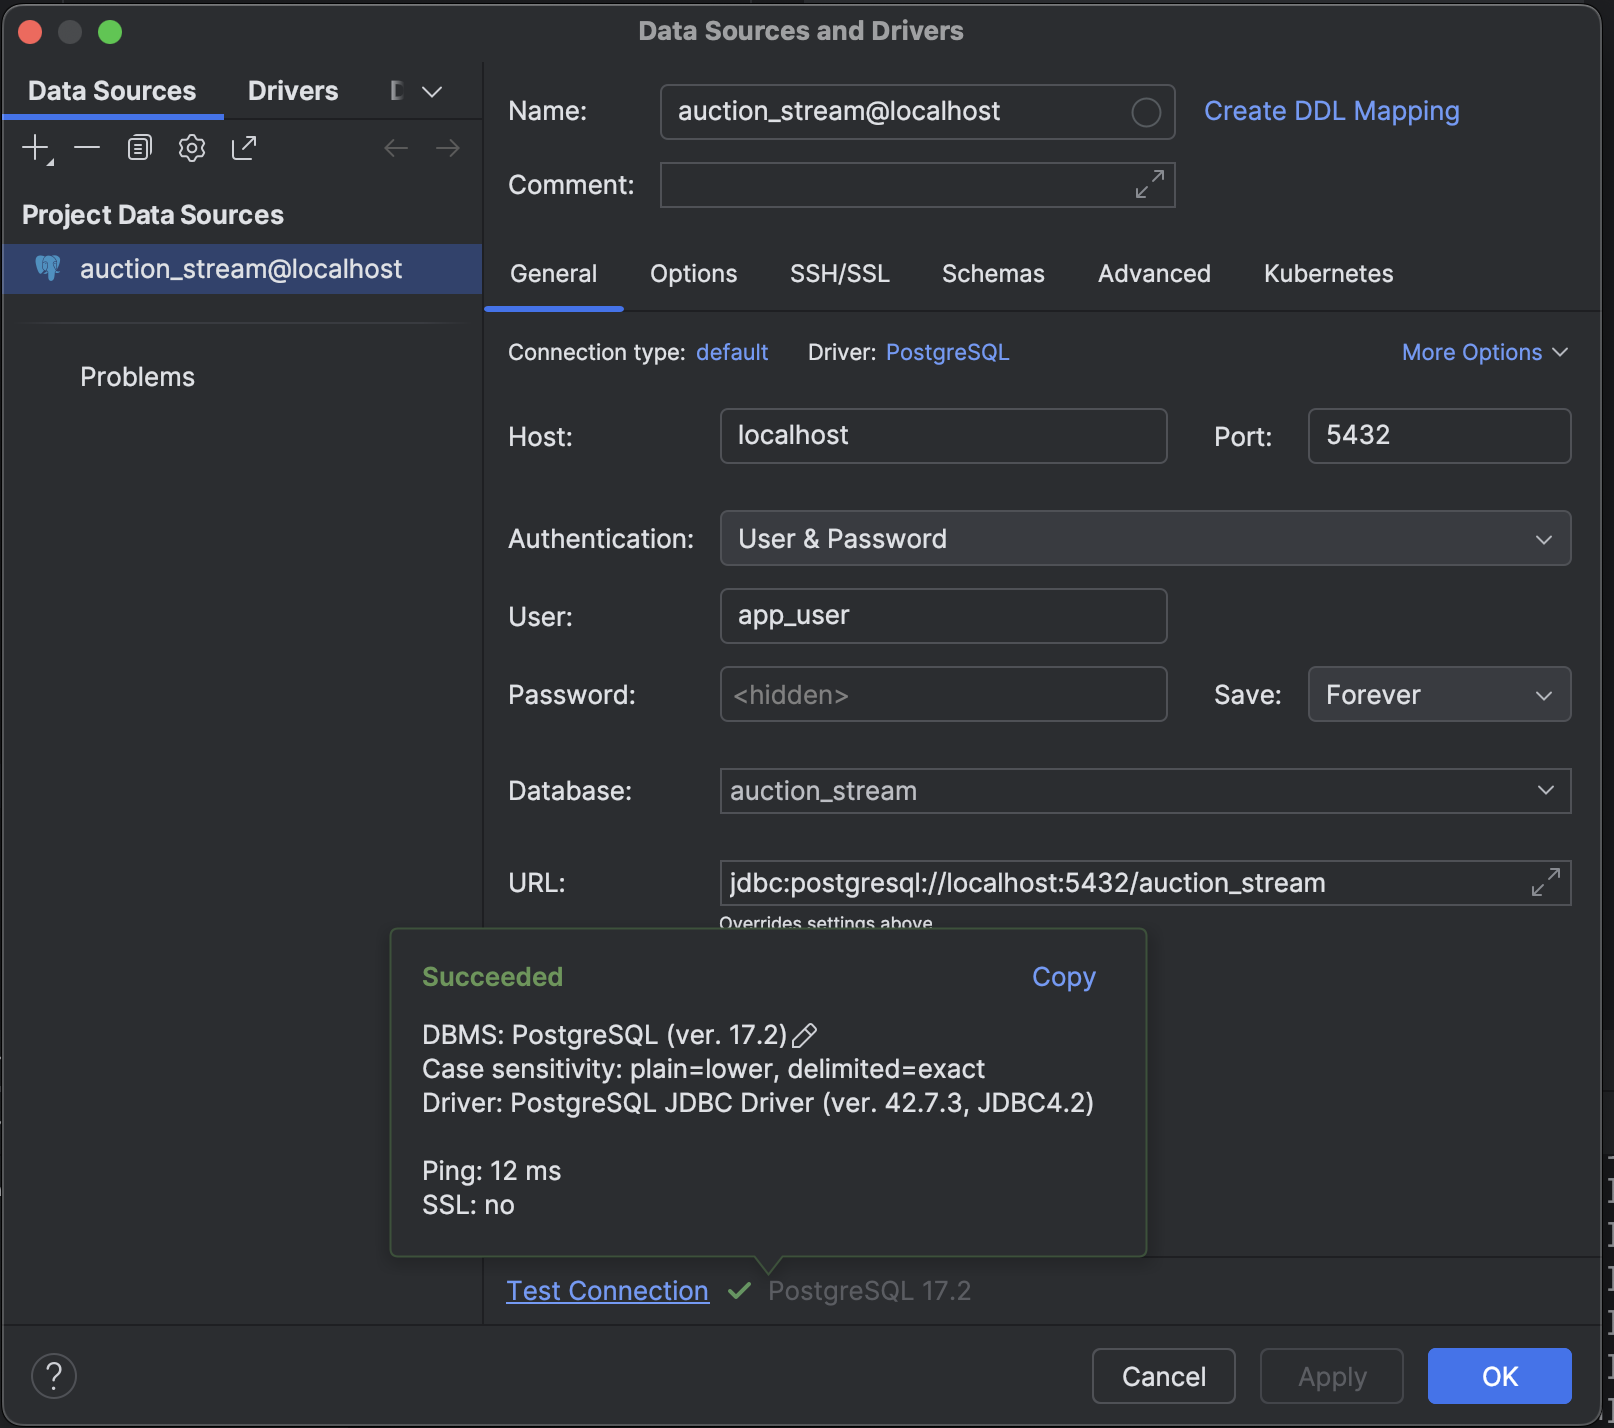 Data Sources and Drivers
Data Sources
Drivers
Project Data Sources
auction_stream@localhost
Problems
Name:
auction_stream@localhost
Create DDL Mapping
Comment:
General
Options
SSH/SSL
Schemas
Advanced
Kubernetes
Connection type: default
Driver: PostgreSQL
More Options
Host:
localhost
Port:
5432
Authentication:
User & Password
User:
app_user
Password:
<hidden>
Save:
Forever
Database:
auction_stream
URL:
jdbc:postgresql://localhost:5432/auction_stream
Overrides settings above
Succeeded
Copy
DBMS: PostgreSQL (ver. 17.2)
Case sensitivity: plain=lower, delimited=exact
Driver: PostgreSQL JDBC Driver (ver. 42.7.3, JDBC4.2)
Ping: 12 ms
SSL: no
Test Connection
PostgreSQL 17.2
?
Cancel
Apply
OK